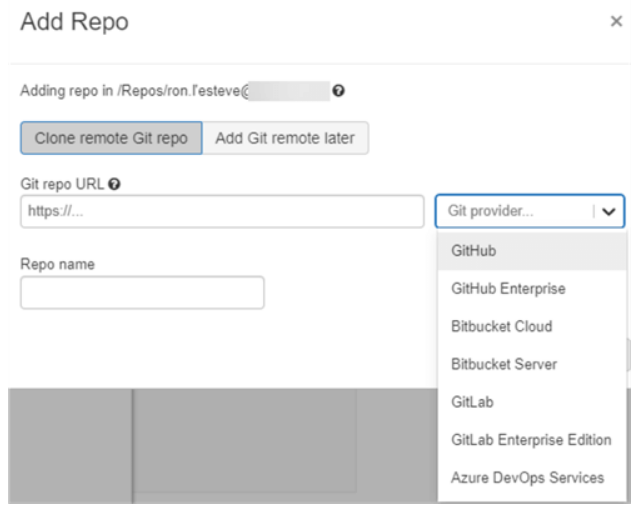 Add Repo
×
Adding repo in /Repos/ron.l'esteve@
Clone remote Git repo Add Git remote later
Git repo URL
https://... Git provider...
GitHub
Repo name
GitHub Enterprise
Bitbucket Cloud
Bitbucket Server
GitLab
GitLab Enterprise Edition
Azure DevOps Services